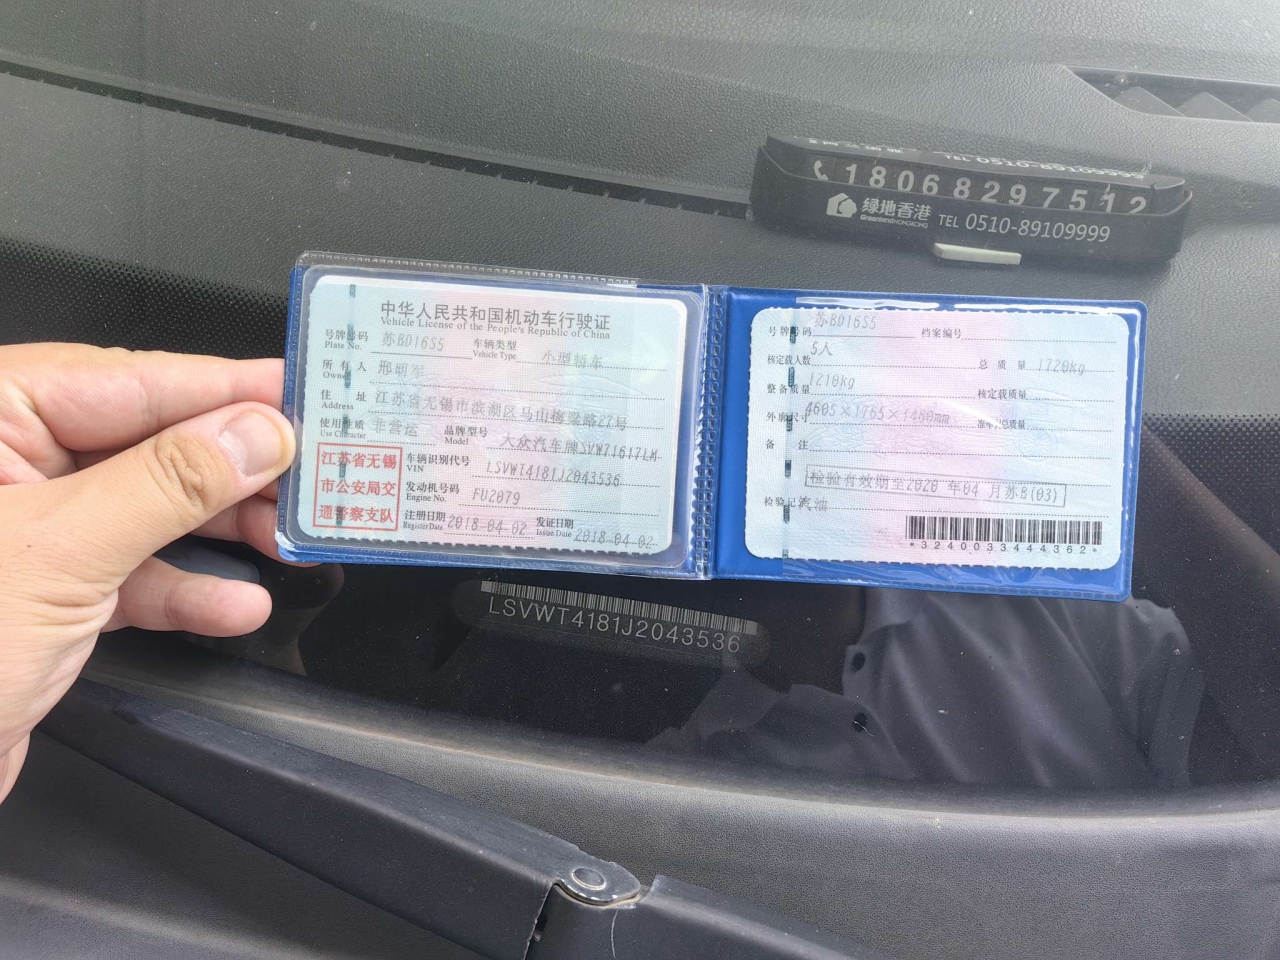 TEL 0510-89109999
18068297512
绿地香港
Greenland HONGKONG
TEL 0510-89109999
中华人民共和国机动车行驶证
Vehicle License of the People's Republic of China
号牌号码 苏BD16S5 车辆类型 小型轿车
Plate No. Vehicle Type
所有人 邢明军
Owner
住址 江苏省无锡市滨湖区马山梅梁路27号
Address
使用性质 非营运 品牌型号 大众汽车牌SVW71617LM
Use Character Model
江苏省无锡
市公安局交
通警察支队
车辆识别代号 LSVWT4181J2043536
VIN
发动机号码 FU2079
Engine No.
注册日期 2018-04-02 发证日期 2018-04-02
Register Date Issue Date
号牌号码 苏BD16S5 档案编号
核定载人数 5人 总质量 1720kg
整备质量 1210kg 核定载质量
外廓尺寸 4605×1765×1460mm 准牵引总质量
备注
检验有效期至2020年04月苏B(03)
检验记录 汽油
*3240033444362*
LSVWT4181J2043536